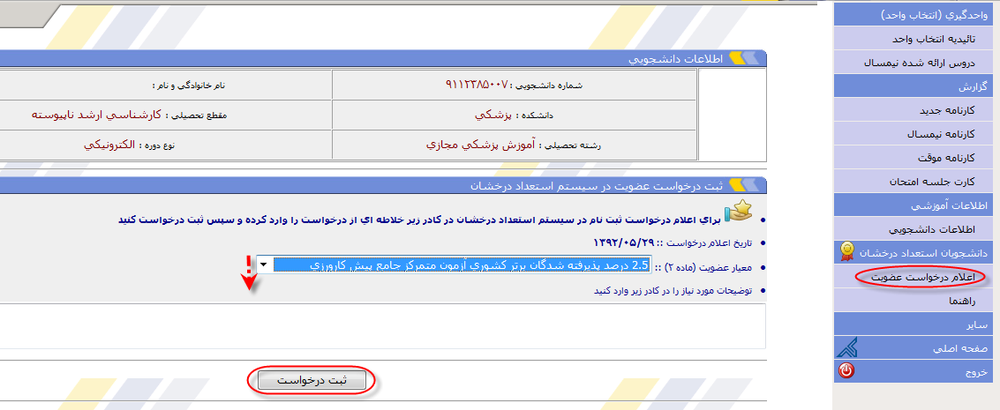 واحدگيري (انتخاب واحد)
تائيديه انتخاب واحد
دروس ارائه شده نيمسال
گزارش
کارنامه جديد
کارنامه نيمسال
کارنامه موقت
کارت جلسه امتحان
اطلاعات آموزشي
اطلاعات دانشجويي
دانشجويان استعداد درخشان
اعلام درخواست عضويت
راهنما
ساير
صفحه اصلي
خروج
اطلاعات دانشجويي
شماره دانشجويي : ۹۱۱۲۳۸۵۰۰۷ نام خانوادگي و نام :
دانشکده : پزشکي مقطع تحصيلي : کارشناسي ارشد ناپيوسته
رشته تحصيلي : آموزش پزشکي مجازي نوع دوره : الکترونيکي
ثبت درخواست عضويت در سيستم استعداد درخشان
براي اعلام درخواست ثبت نام در سيستم استعداد درخشان در کادر زير خلاصه اي از درخواست را وارد کرده و سپس ثبت درخواست کنيد
تاريخ اعلام درخواست :: ۱۳۹۲/۰۵/۲۹
معيار عضويت (ماده ۲) :: 2.5 درصد پذيرفته شدگان برتر کشوري آزمون متمرکز جامع پيش کارورزي
توضيحات مورد نياز را در کادر زير وارد کنيد
ثبت درخواست